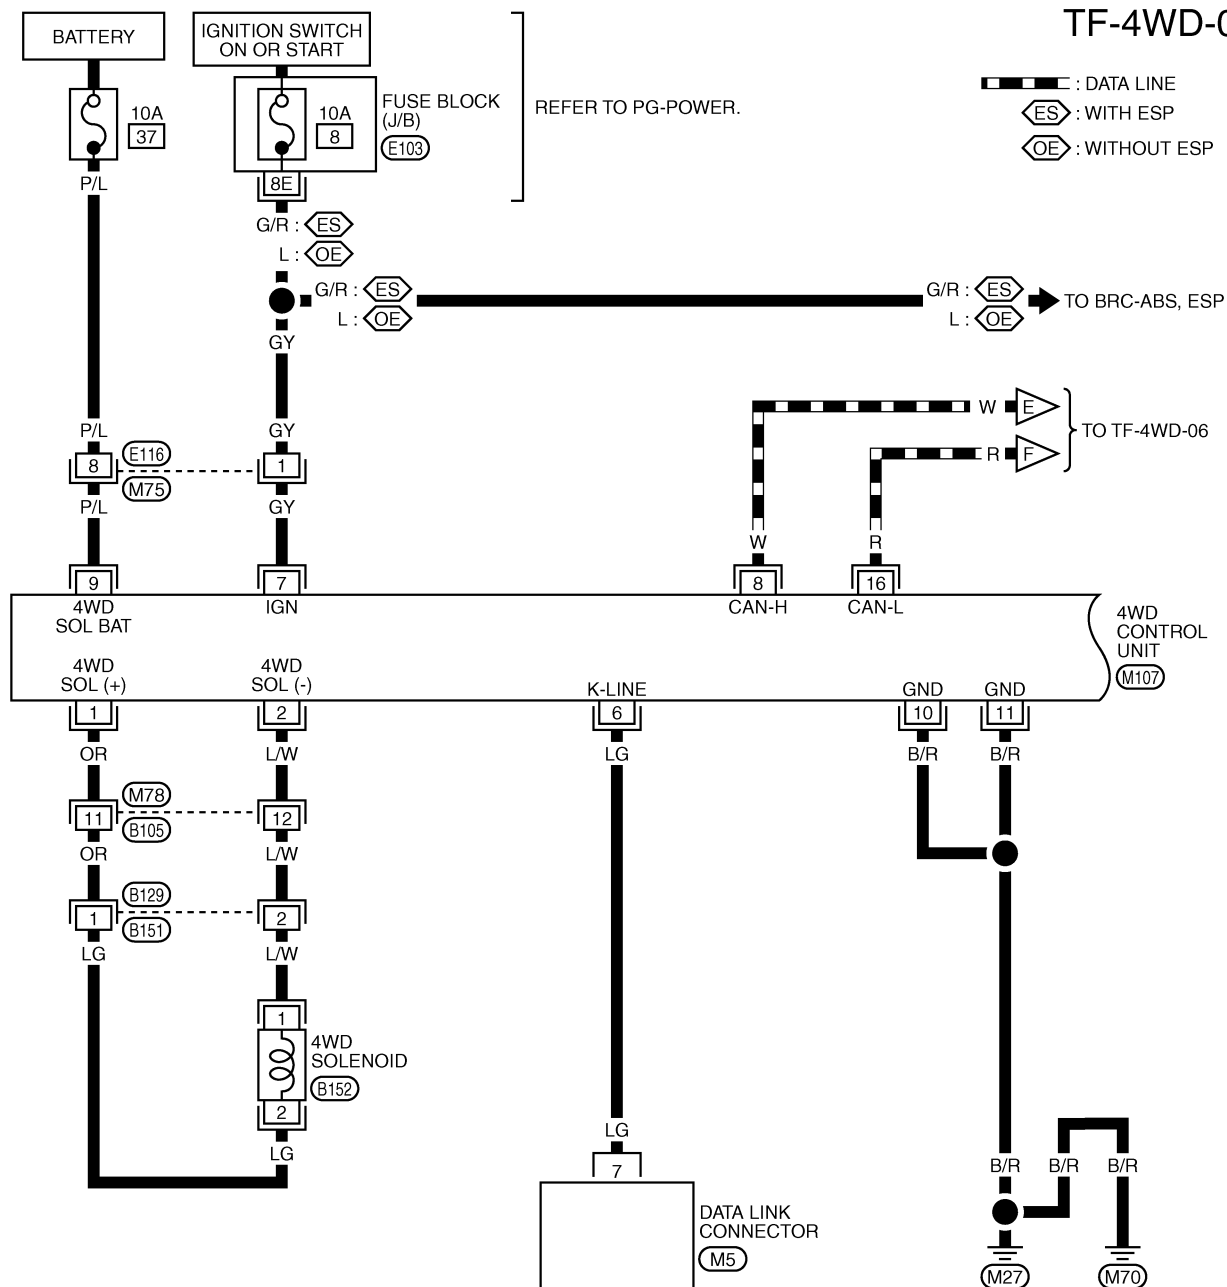 TF-4WD-0
BATTERY
IGNITION SWITCH
ON OR START
: DATA LINE
ES : WITH ESP
OE : WITHOUT ESP
10A
37
10A
8
FUSE BLOCK
(J/B)
E103
REFER TO PG-POWER.
P/L
8E
G/R : ES
L : OE
G/R : ES
L : OE
G/R : ES
L : OE
TO BRC-ABS, ESP
GY
W
E
R
F
TO TF-4WD-06
P/L
GY
8
E116
M75
1
P/L
GY
W
R
9
7
8
16
4WD
SOL BAT
IGN
CAN-H
CAN-L
4WD
CONTROL
UNIT
M107
4WD
SOL (+)
4WD
SOL (-)
K-LINE
GND
GND
1
2
6
10
11
OR
L/W
LG
B/R
B/R
11
M78
B105
12
OR
L/W
1
B129
B151
2
LG
L/W
1
4WD
SOLENOID
B152
2
LG
LG
7
DATA LINK
CONNECTOR
M5
B/R
B/R
B/R
M27
M70